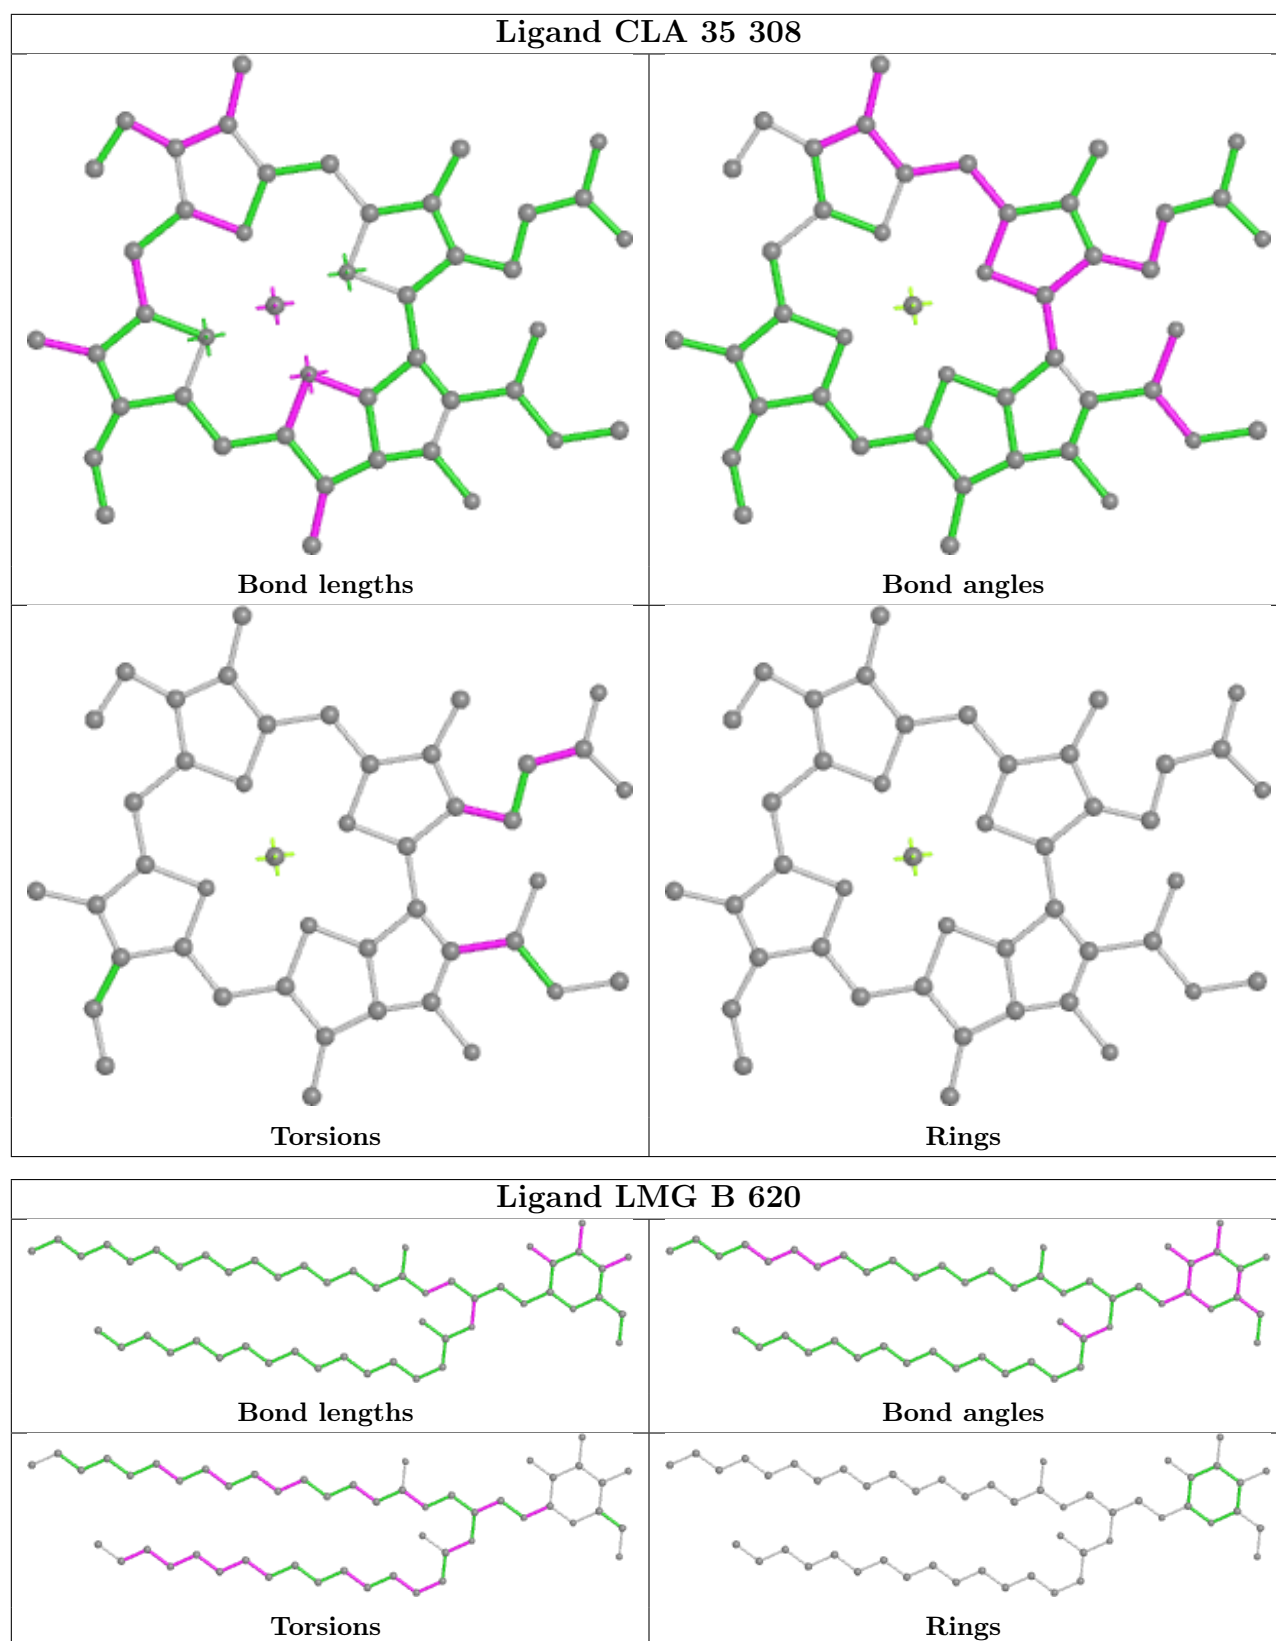 Ligand CLA 35 308
Bond lengths
Bond angles
Torsions
Rings
Ligand LMG B 620
Bond lengths
Bond angles
Torsions
Rings